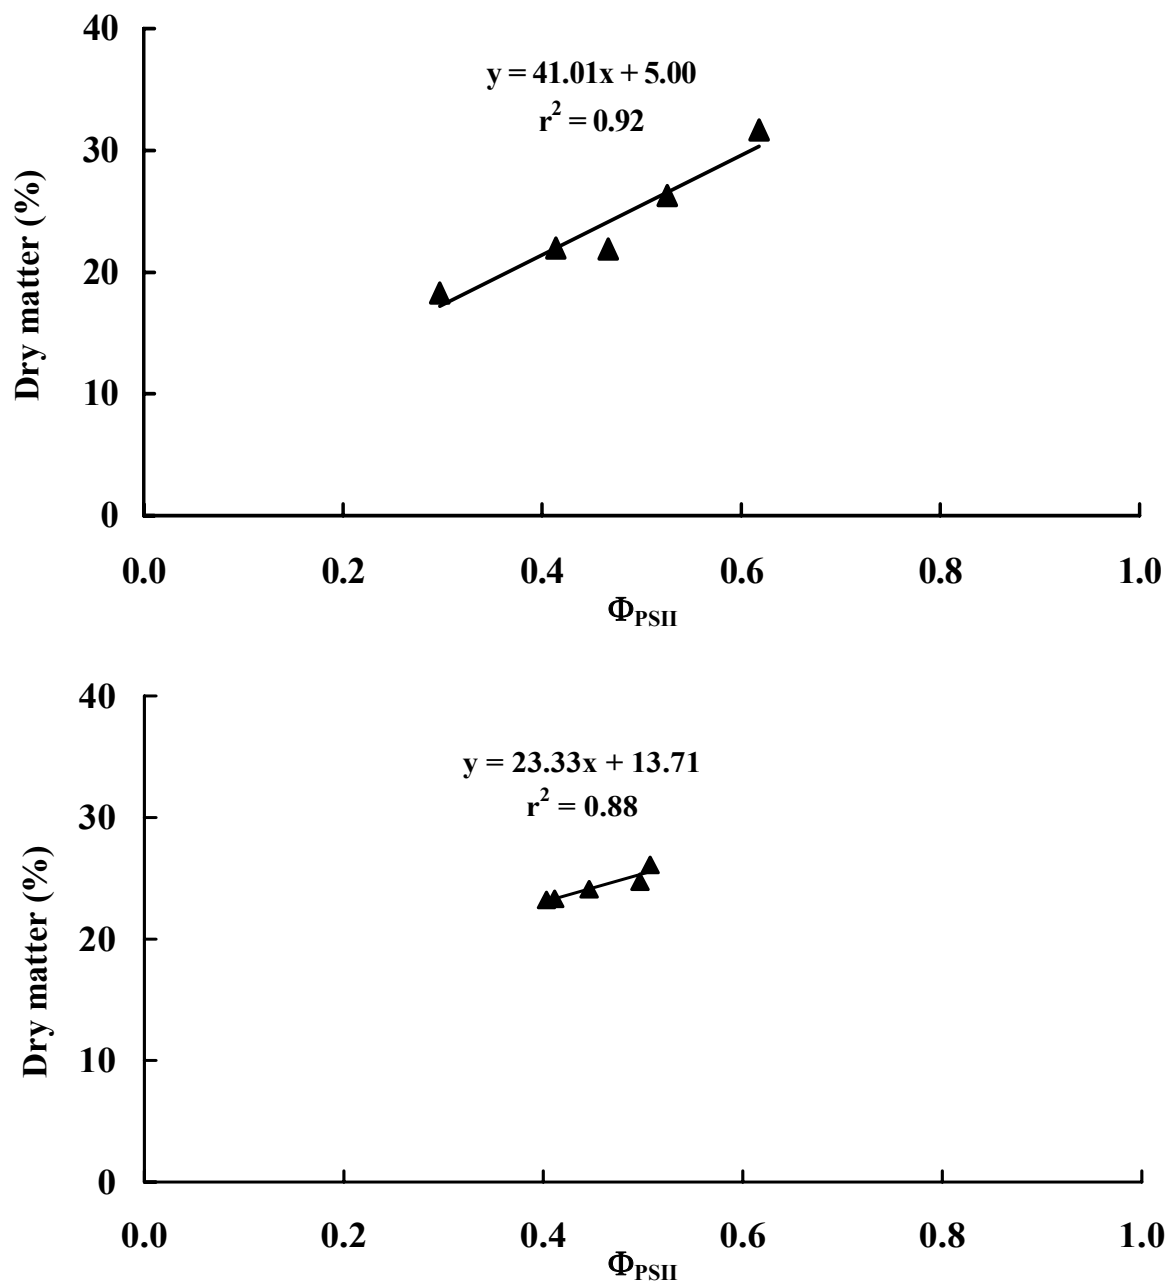 40
y = 41.01x + 5.00
r² = 0.92
30
Dry matter (%)
20
10
0
0.0 0.2 0.4 0.6 0.8 1.0
ΦPSII
40
y = 23.33x + 13.71
r² = 0.88
30
Dry matter (%)
20
10
0
0.0 0.2 0.4 0.6 0.8 1.0
ΦPSII